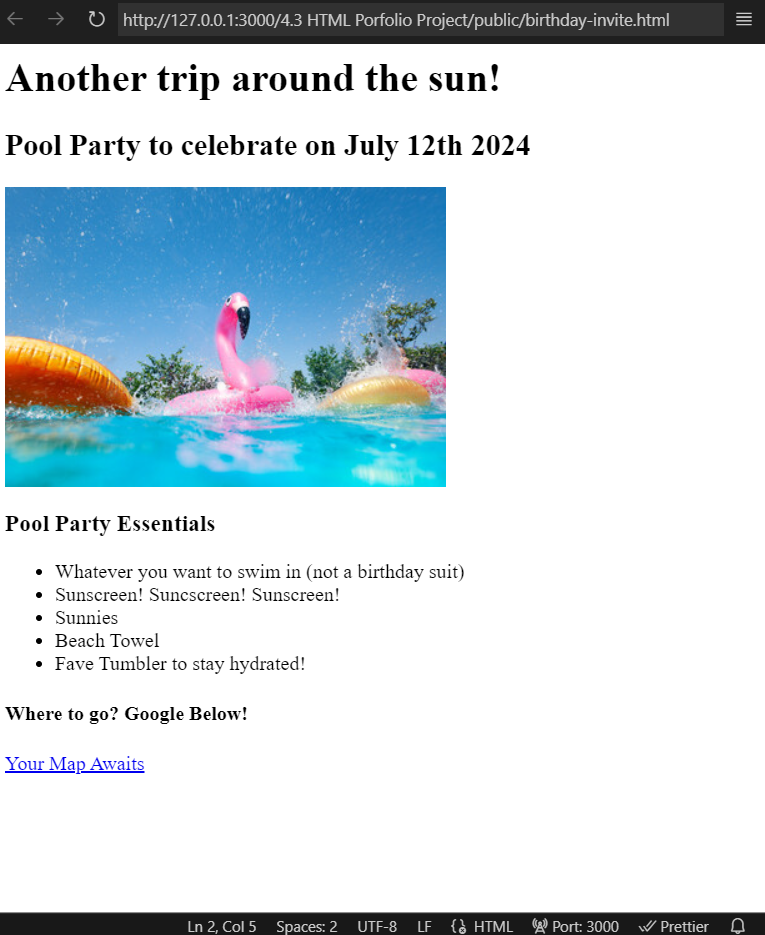 http://127.0.0.1:3000/4.3 HTML Porfolio Project/public/birthday-invite.html
Another trip around the sun!
Pool Party to celebrate on July 12th 2024
Pool Party Essentials
Whatever you want to swim in (not a birthday suit)
Sunscreen! Suncscreen! Sunscreen!
Sunnies
Beach Towel
Fave Tumbler to stay hydrated!
Where to go? Google Below!
Your Map Awaits
Ln 2, Col 5 Spaces: 2 UTF-8 LF HTML Port: 3000 Prettier